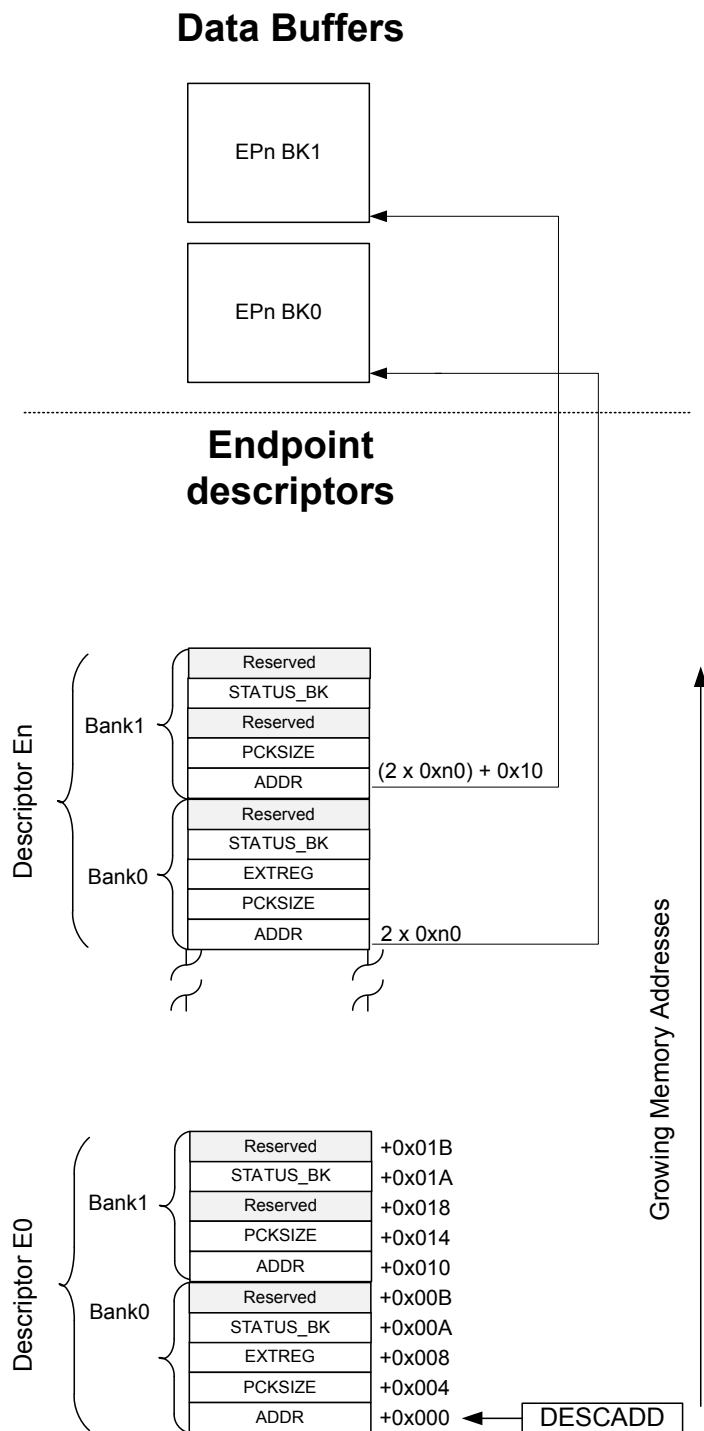 Data Buffers
EPn BK1
EPn BK0
Endpoint
descriptors
Descriptor En
Bank1
Reserved
STATUS_BK
Reserved
PCKSIZE
ADDR (2 x 0xn0) + 0x10
Bank0
Reserved
STATUS_BK
EXTREG
PCKSIZE
ADDR 2 x 0xn0
Growing Memory Addresses
Descriptor E0
Bank1
Reserved +0x01B
STATUS_BK +0x01A
Reserved +0x018
PCKSIZE +0x014
ADDR +0x010
Bank0
Reserved +0x00B
STATUS_BK +0x00A
EXTREG +0x008
PCKSIZE +0x004
ADDR +0x000 DESCADD